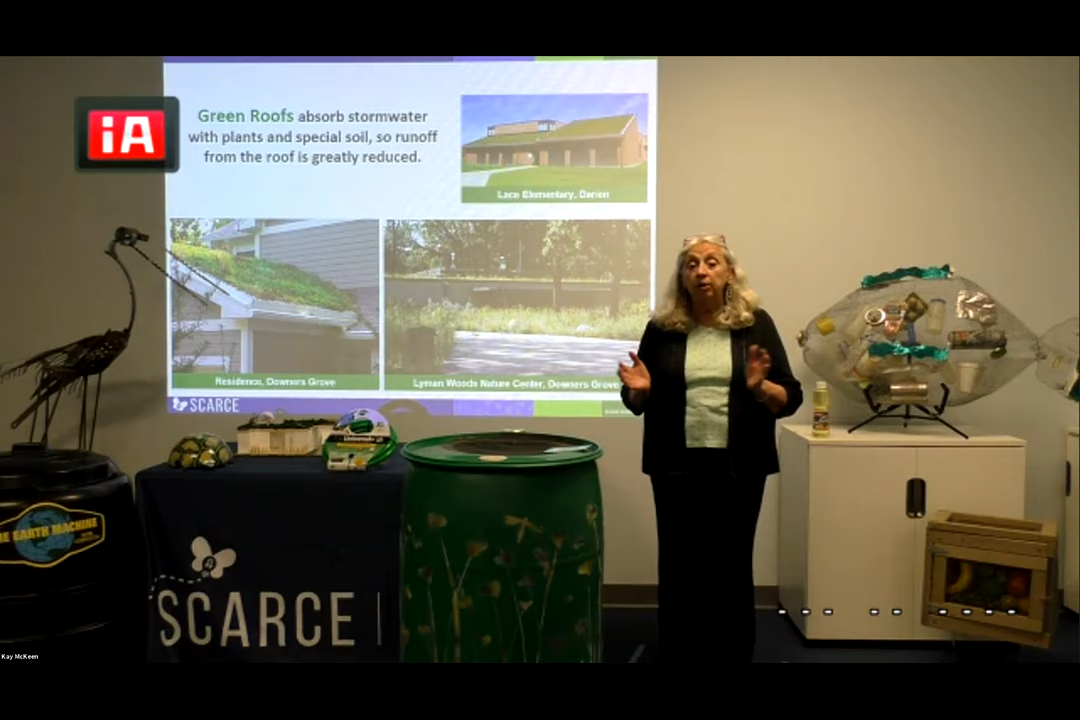 iA
Green Roofs absorb stormwater
with plants and special soil, so runoff
from the roof is greatly reduced.
Lace Elementary, Darien
Residence, Downers Grove
Lyman Woods Nature Center, Downers Grove
SCARCE
THE EARTH MACHINE
SCARCE
Kay McKeen